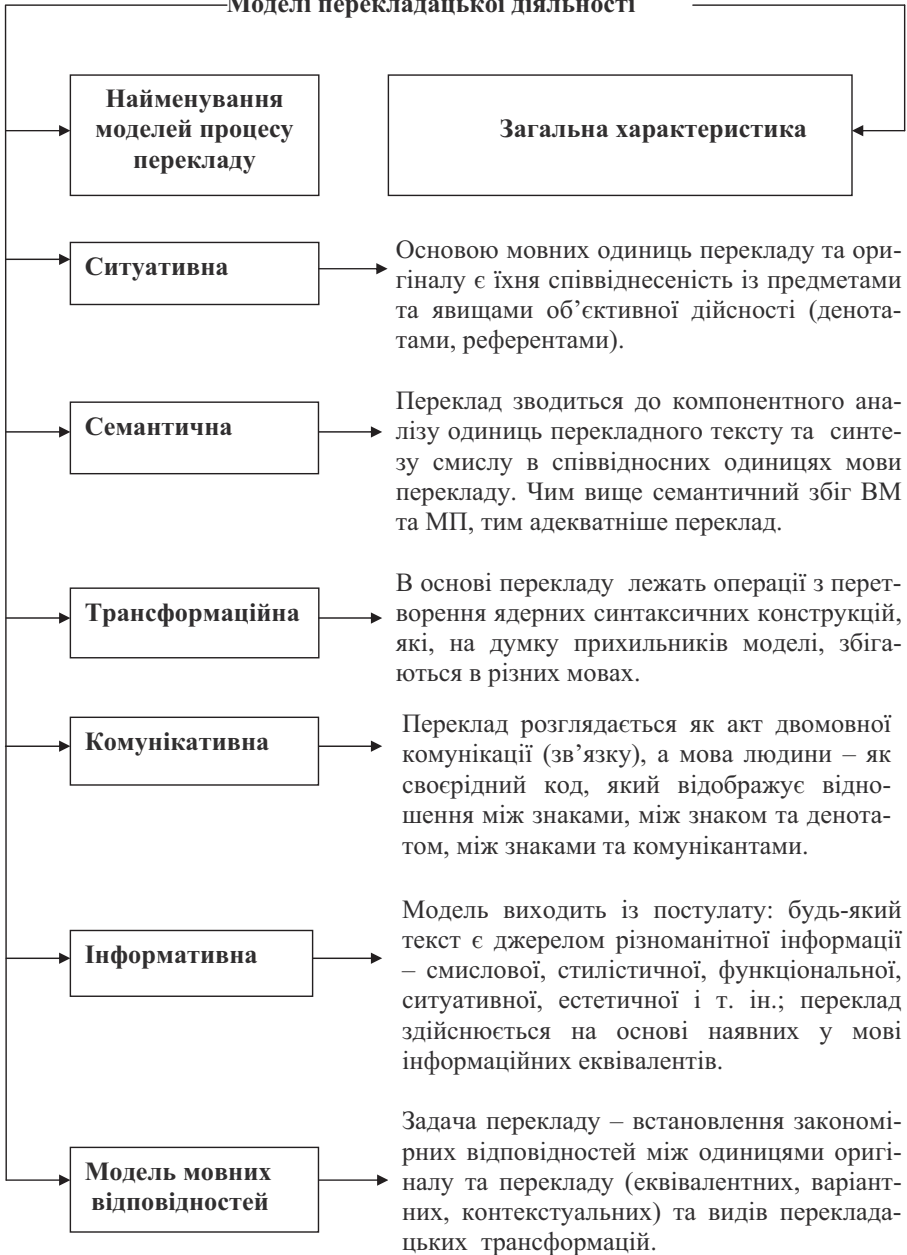 Моделі перекладацької діяльності
Найменування
моделей процесу
перекладу
Загальна характеристика
Ситуативна
Основою мовних одиниць перекладу та ори-
гіналу є їхня співвіднесеність із предметами
та явищами об’єктивної дійсності (денота-
тами, референтами).
Семантична
Переклад зводиться до компонентного ана-
лізу одиниць перекладного тексту та синте-
зу смислу в співвідносних одиницях мови
перекладу. Чим вище семантичний збіг ВМ
та МП, тим адекватніше переклад.
Трансформаційна
В основі перекладу лежать операції з перет-
ворення ядерних синтаксичних конструкцій,
які, на думку прихильників моделі, збіга-
ються в різних мовах.
Комунікативна
Переклад розглядається як акт двомовної
комунікації (зв’язку), а мова людини – як
своєрідний код, який відображує відно-
шення між знаками, між знаком та денота-
том, між знаками та комунікантами.
Інформативна
Модель виходить із постулату: будь-який
текст є джерелом різноманітної інформації
– смислової, стилістичної, функціональної,
ситуативної, естетичної і т. ін.; переклад
здійснюється на основі наявних у мові
інформаційних еквівалентів.
Модель мовних
відповідностей
Задача перекладу – встановлення закономі-
рних відповідностей між одиницями оригі-
налу та перекладу (еквівалентних, варіант-
них, контекстуальних) та видів переклада-
цьких трансформацій.